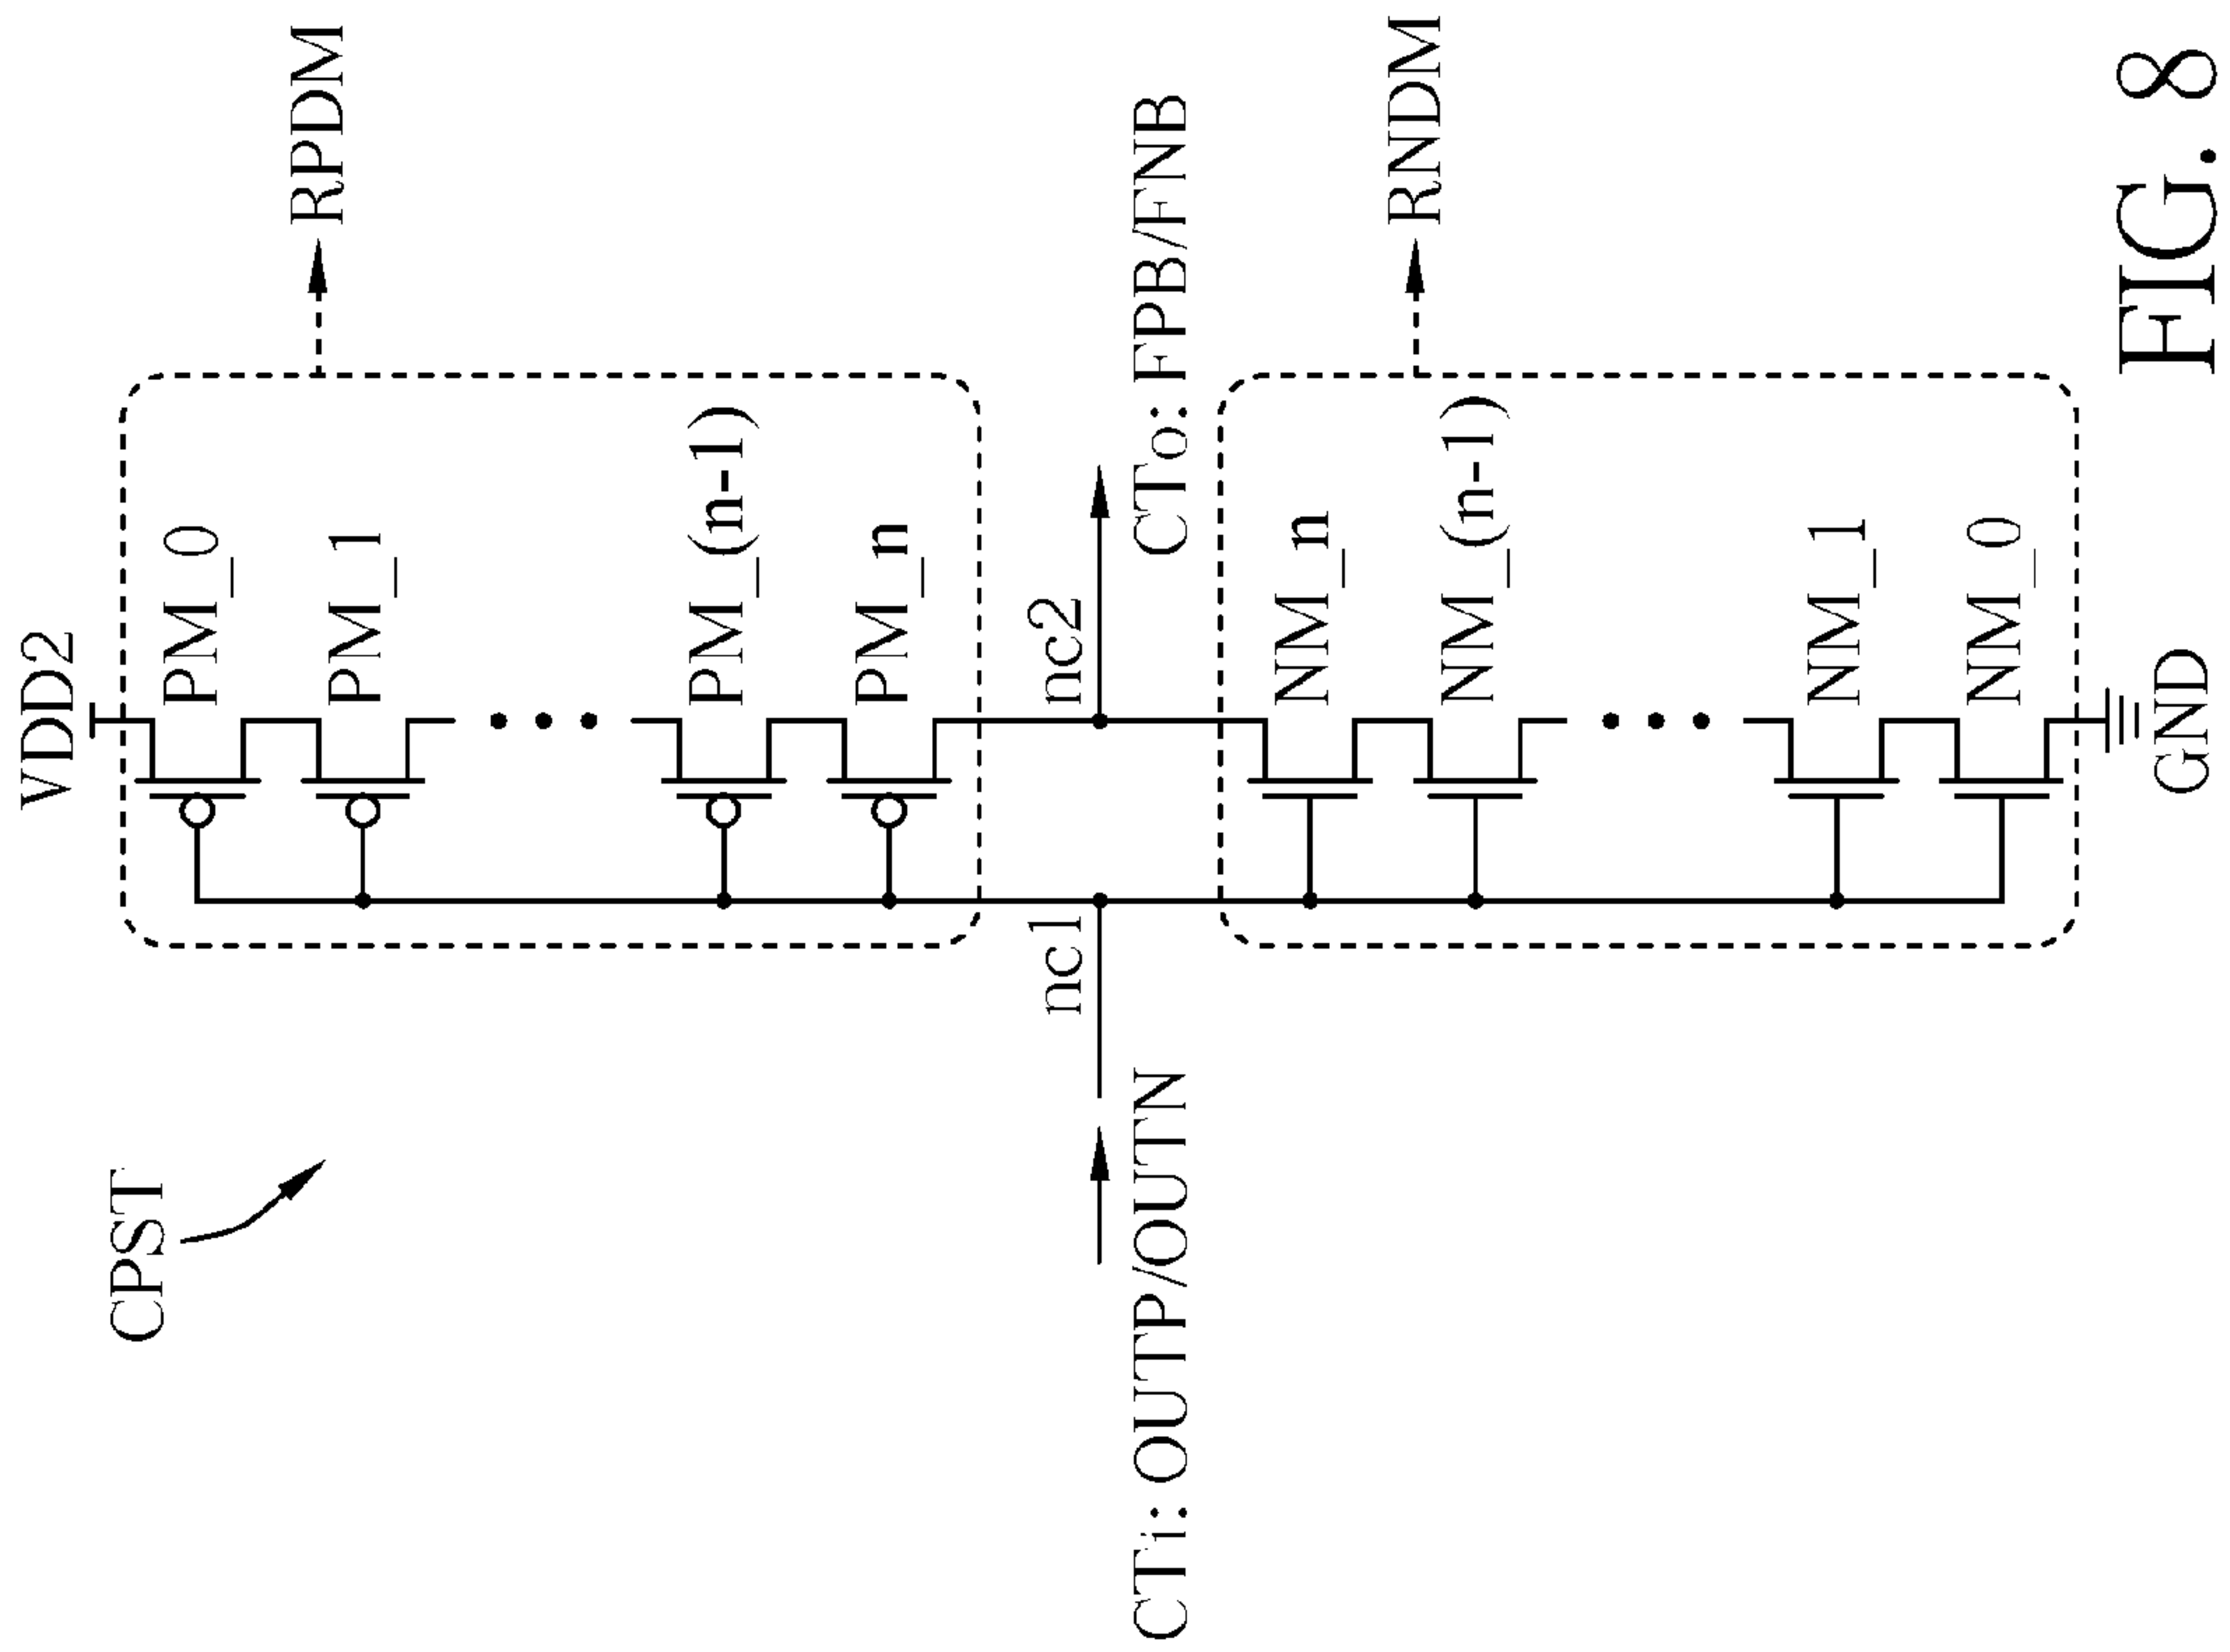 CPST
VDD2
PM_0
PM_1
PM_(n-1)
PM_n
RPDM
nc1
nc2
CTi: OUTP/OUTN
CTo: FPB/FNB
NM_n
NM_(n-1)
NM_1
NM_0
RNDM
GND
FIG. 8